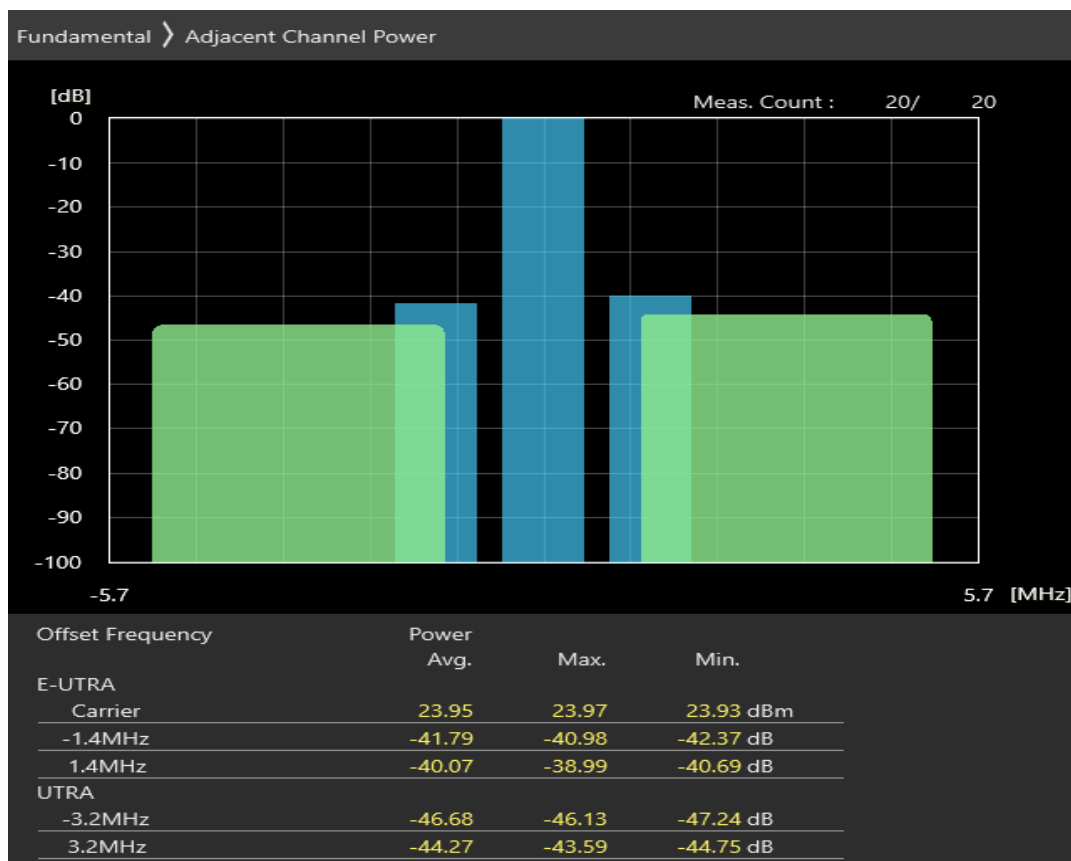 Fundamental 〉 Adjacent Channel Power
[dB]
Meas. Count : 20/ 20
0
-10
-20
-30
-40
-50
-60
-70
-80
-90
-100
-5.7 5.7 [MHz]
Offset Frequency Power
Avg. Max. Min.
E-UTRA
Carrier 23.95 23.97 23.93 dBm
-1.4MHz -41.79 -40.98 -42.37 dB
1.4MHz -40.07 -38.99 -40.69 dB
UTRA
-3.2MHz -46.68 -46.13 -47.24 dB
3.2MHz -44.27 -43.59 -44.75 dB